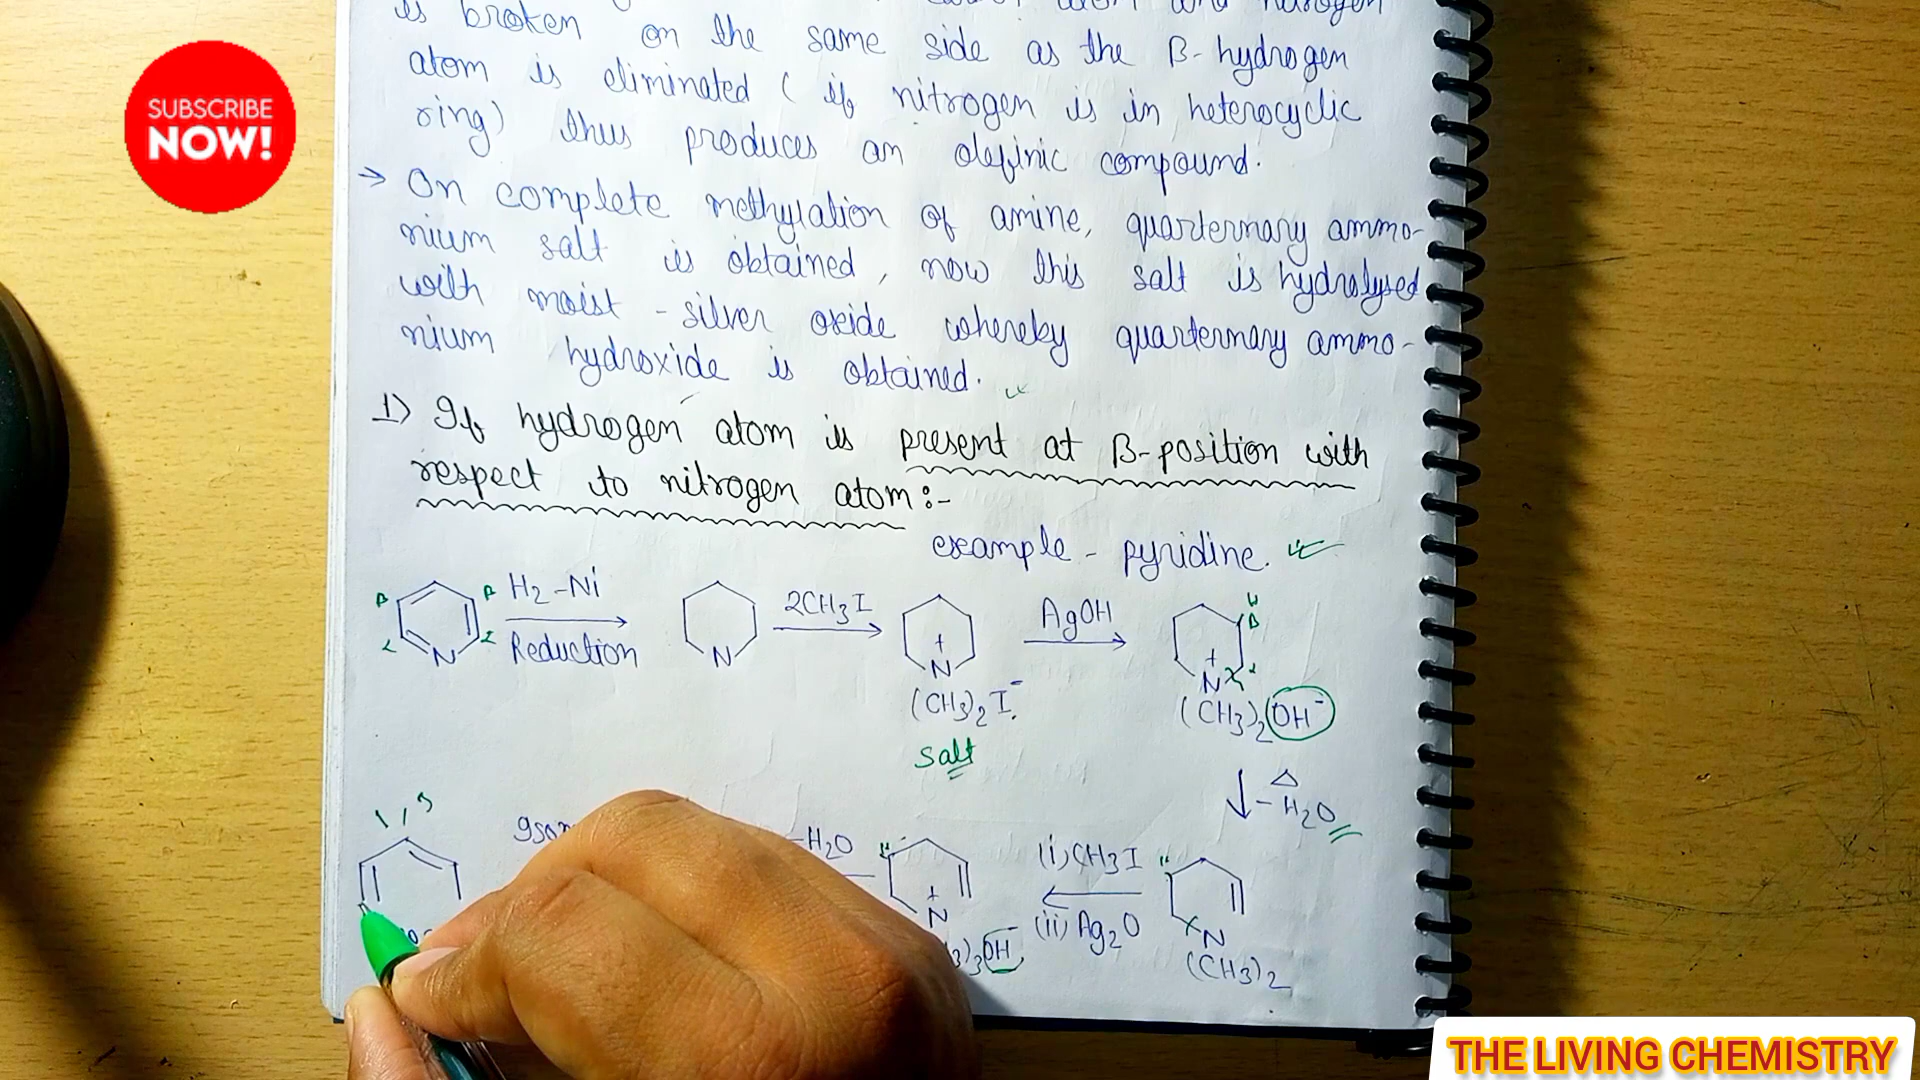 is broken on the same side as the β-hydrogen
atom is eliminated ( if nitrogen is in heterocyclic
ring) thus produces an olefinic compound.
→ On complete methylation of amine, quarternary ammo-
nium salt is obtained, now this salt is hydrolysed
with moist - silver oxide whereby quarternary ammo-
nium hydroxide is obtained.
1) If hydrogen atom is present at β-position with
respect to nitrogen atom:-
example - pyridine.
H2-Ni
Reduction
N
N
2CH3I
+
N
(CH3)2 I-
salt
AgOH
+
N
(CH3)2 OH-
Δ
-H2O
(i) CH3I
(ii) Ag2O
N
(CH3)2
-H2O
+
N
3)3OH
SUBSCRIBE
NOW!
THE LIVING CHEMISTRY